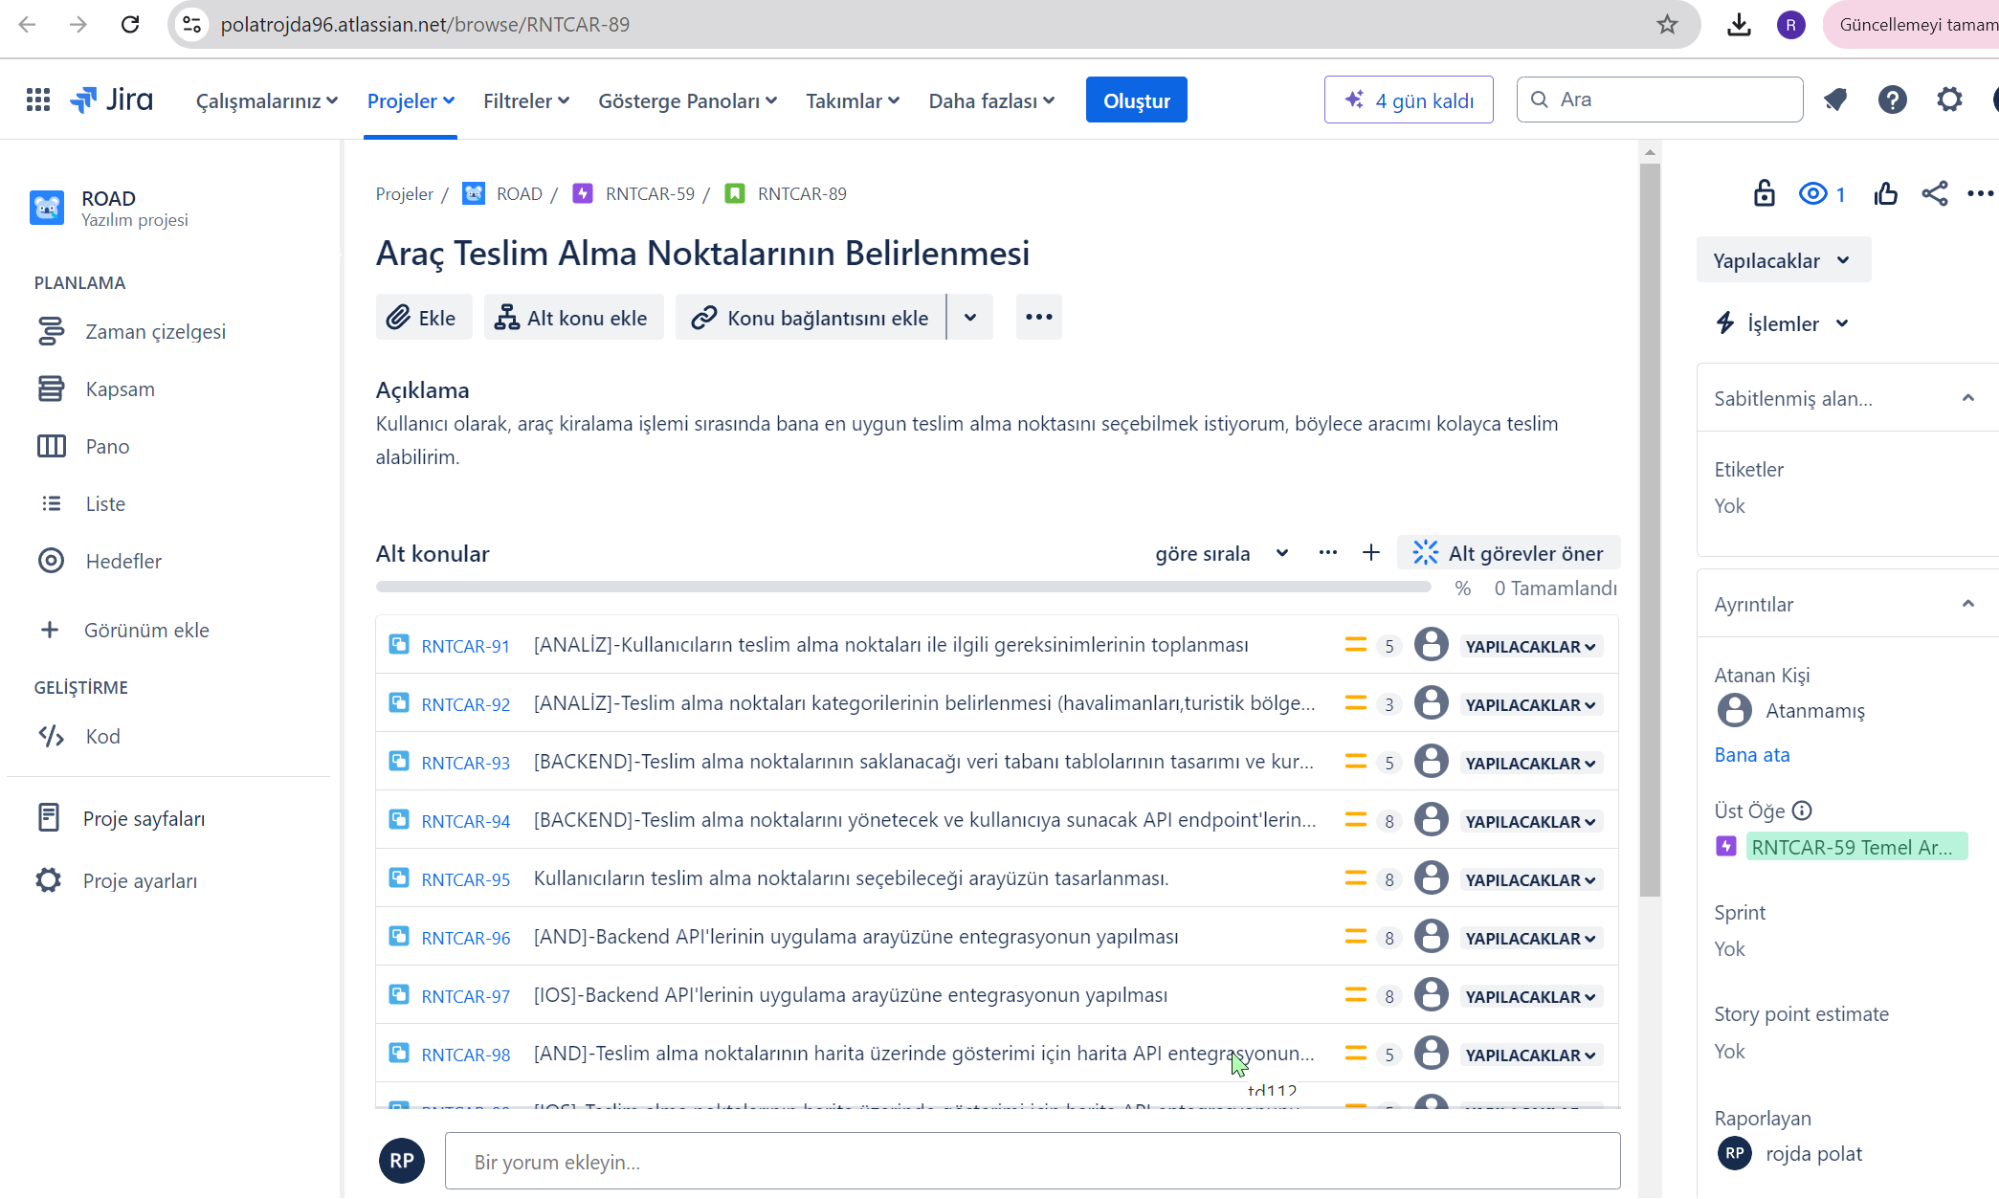 polatrojda96.atlassian.net/browse/RNTCAR-89
R
Güncellemeyi tamam
Jira
Çalışmalarınız
Projeler
Filtreler
Gösterge Panoları
Takımlar
Daha fazlası
Oluştur
4 gün kaldı
Ara
ROAD
Yazılım projesi
PLANLAMA
Zaman çizelgesi
Kapsam
Pano
Liste
Hedefler
Görünüm ekle
GELİŞTİRME
Kod
Proje sayfaları
Proje ayarları
Projeler / ROAD / RNTCAR-59 / RNTCAR-89
Araç Teslim Alma Noktalarının Belirlenmesi
Ekle
Alt konu ekle
Konu bağlantısını ekle
Açıklama
Kullanıcı olarak, araç kiralama işlemi sırasında bana en uygun teslim alma noktasını seçebilmek istiyorum, böylece aracımı kolayca teslim
alabilirim.
Alt konular
göre sırala
Alt görevler öner
% 0 Tamamlandı
RNTCAR-91 [ANALİZ]-Kullanıcıların teslim alma noktaları ile ilgili gereksinimlerinin toplanması 5 YAPILACAKLAR
RNTCAR-92 [ANALİZ]-Teslim alma noktaları kategorilerinin belirlenmesi (havalimanları,turistik bölge... 3 YAPILACAKLAR
RNTCAR-93 [BACKEND]-Teslim alma noktalarının saklanacağı veri tabanı tablolarının tasarımı ve kur... 5 YAPILACAKLAR
RNTCAR-94 [BACKEND]-Teslim alma noktalarını yönetecek ve kullanıcıya sunacak API endpoint'lerin... 8 YAPILACAKLAR
RNTCAR-95 Kullanıcıların teslim alma noktalarını seçebileceği arayüzün tasarlanması. 8 YAPILACAKLAR
RNTCAR-96 [AND]-Backend API'lerinin uygulama arayüzüne entegrasyonun yapılması 8 YAPILACAKLAR
RNTCAR-97 [IOS]-Backend API'lerinin uygulama arayüzüne entegrasyonun yapılması 8 YAPILACAKLAR
RNTCAR-98 [AND]-Teslim alma noktalarının harita üzerinde gösterimi için harita API entegrasyonun... 5 YAPILACAKLAR
td112
RP
Bir yorum ekleyin...
1
Yapılacaklar
İşlemler
Sabitlenmiş alan...
Etiketler
Yok
Ayrıntılar
Atanan Kişi
Atanmamış
Bana ata
Üst Öğe
RNTCAR-59 Temel Ar...
Sprint
Yok
Story point estimate
Yok
Raporlayan
RP
rojda polat